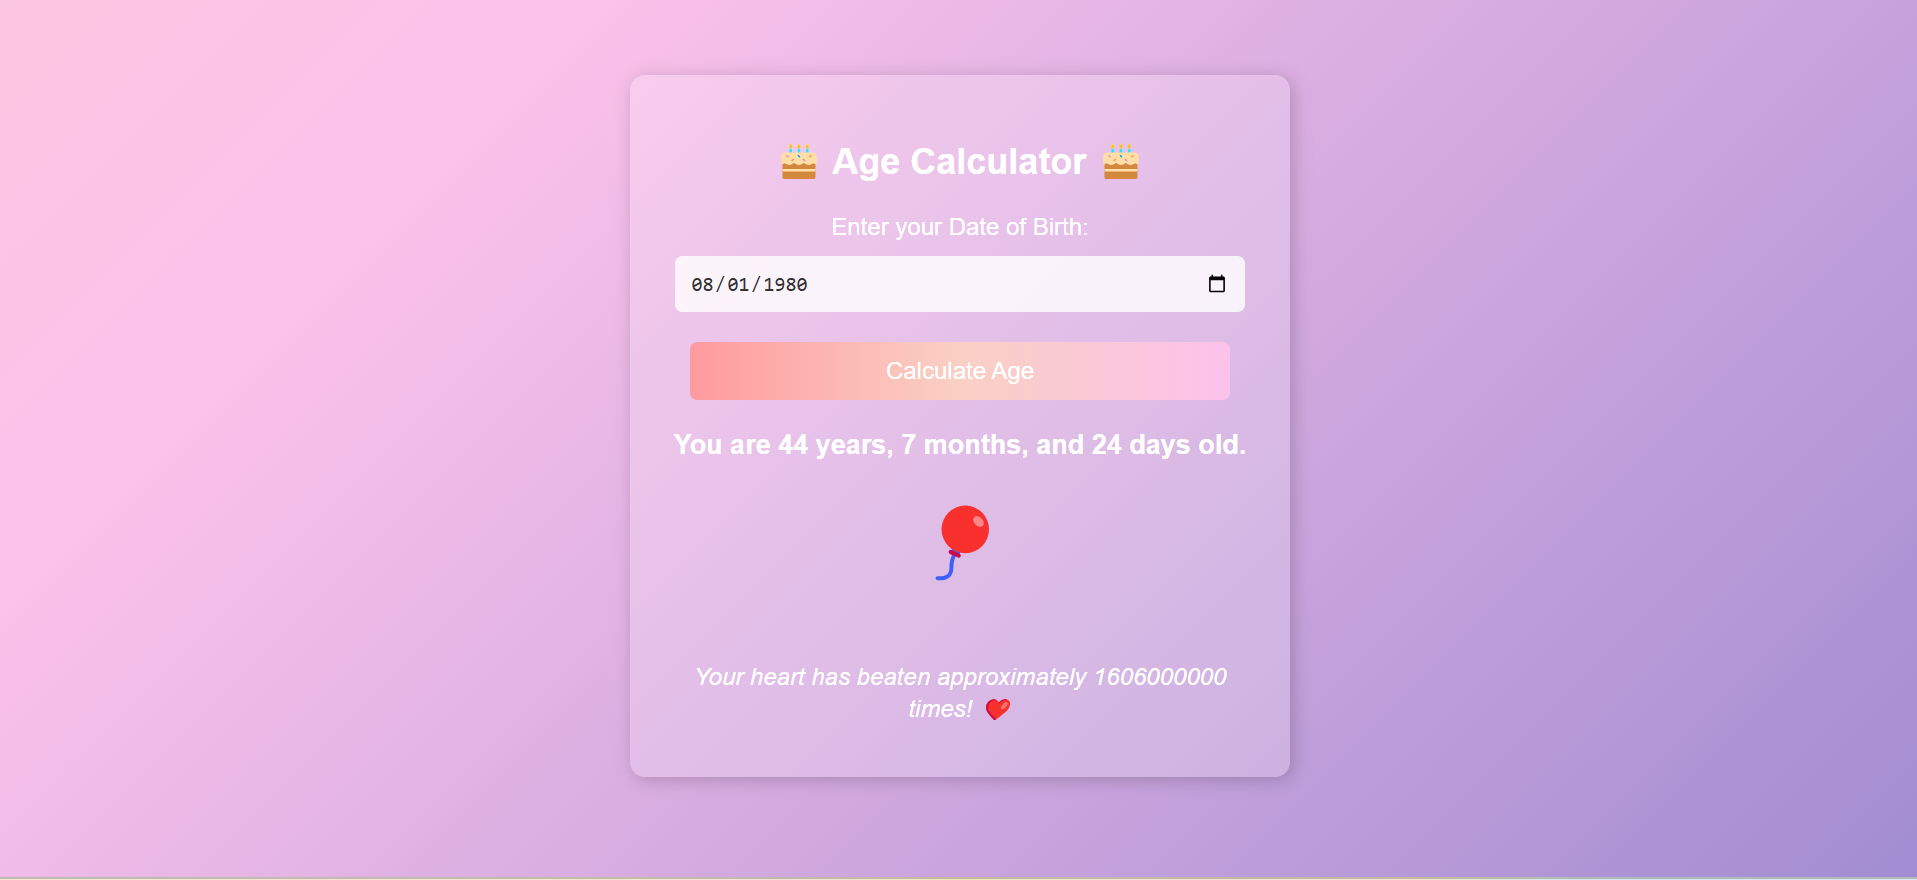 🎂 Age Calculator 🎂
Enter your Date of Birth:
08/01/1980
Calculate Age
You are 44 years, 7 months, and 24 days old.
Your heart has beaten approximately 1606000000
times! ❤️